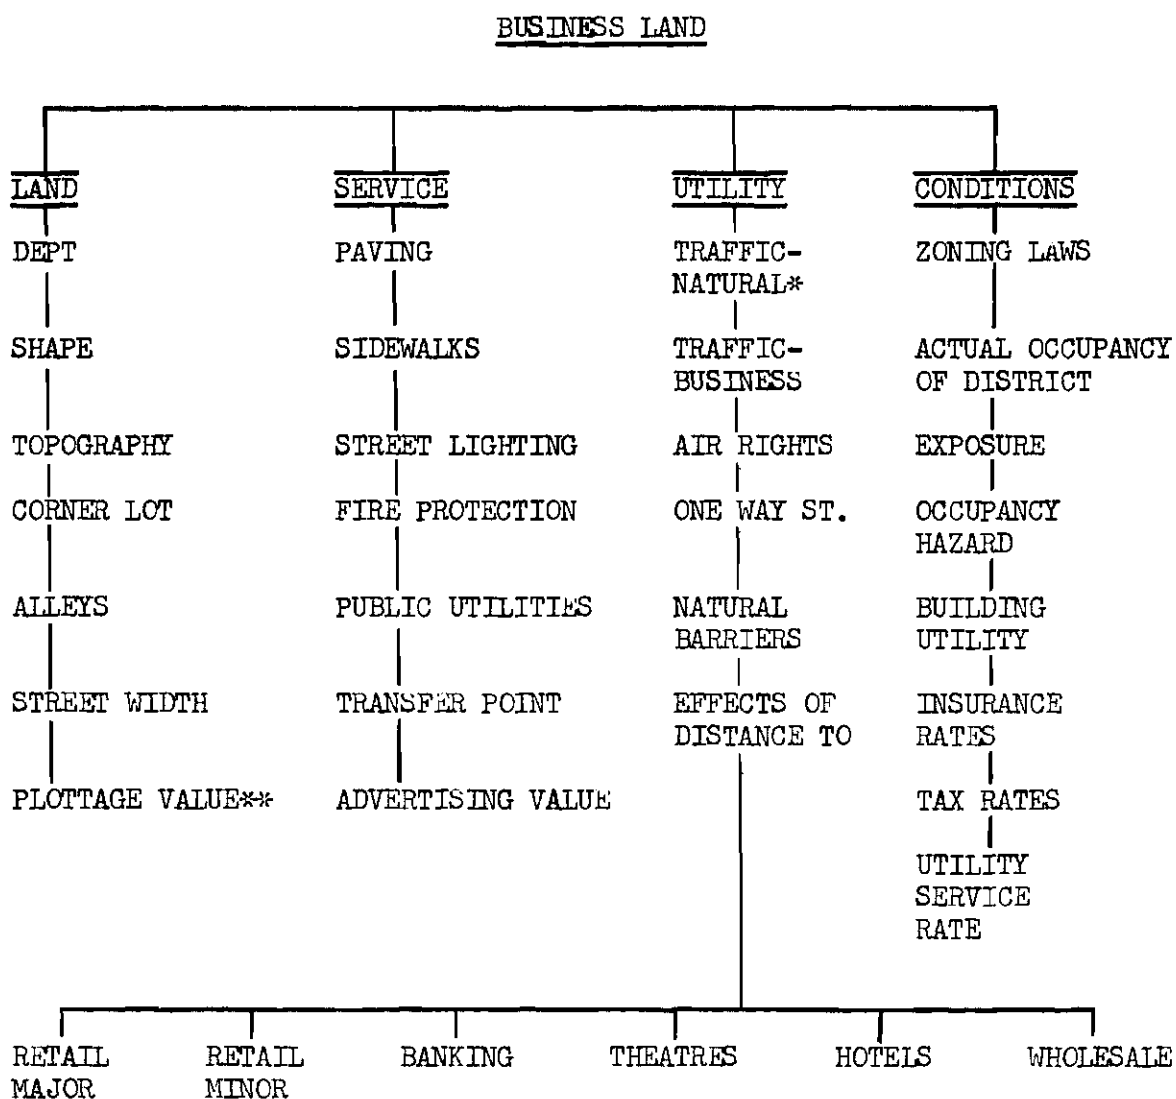 BUSINESS LAND
LAND
DEPT
SHAPE
TOPOGRAPHY
CORNER LOT
ALLEYS
STREET WIDTH
PLOTTAGE VALUE**
SERVICE
PAVING
SIDEWALKS
STREET LIGHTING
FIRE PROTECTION
PUBLIC UTILITIES
TRANSFER POINT
ADVERTISING VALUE
UTILITY
TRAFFIC-
NATURAL*
TRAFFIC-
BUSINESS
AIR RIGHTS
ONE WAY ST.
NATURAL
BARRIERS
EFFECTS OF
DISTANCE TO
CONDITIONS
ZONING LAWS
ACTUAL OCCUPANCY
OF DISTRICT
EXPOSURE
OCCUPANCY
HAZARD
BUILDING
UTILITY
INSURANCE
RATES
TAX RATES
UTILITY
SERVICE
RATE
RETAIL
MAJOR
RETAIL
MINOR
BANKING
THEATRES
HOTELS
WHOLESALE